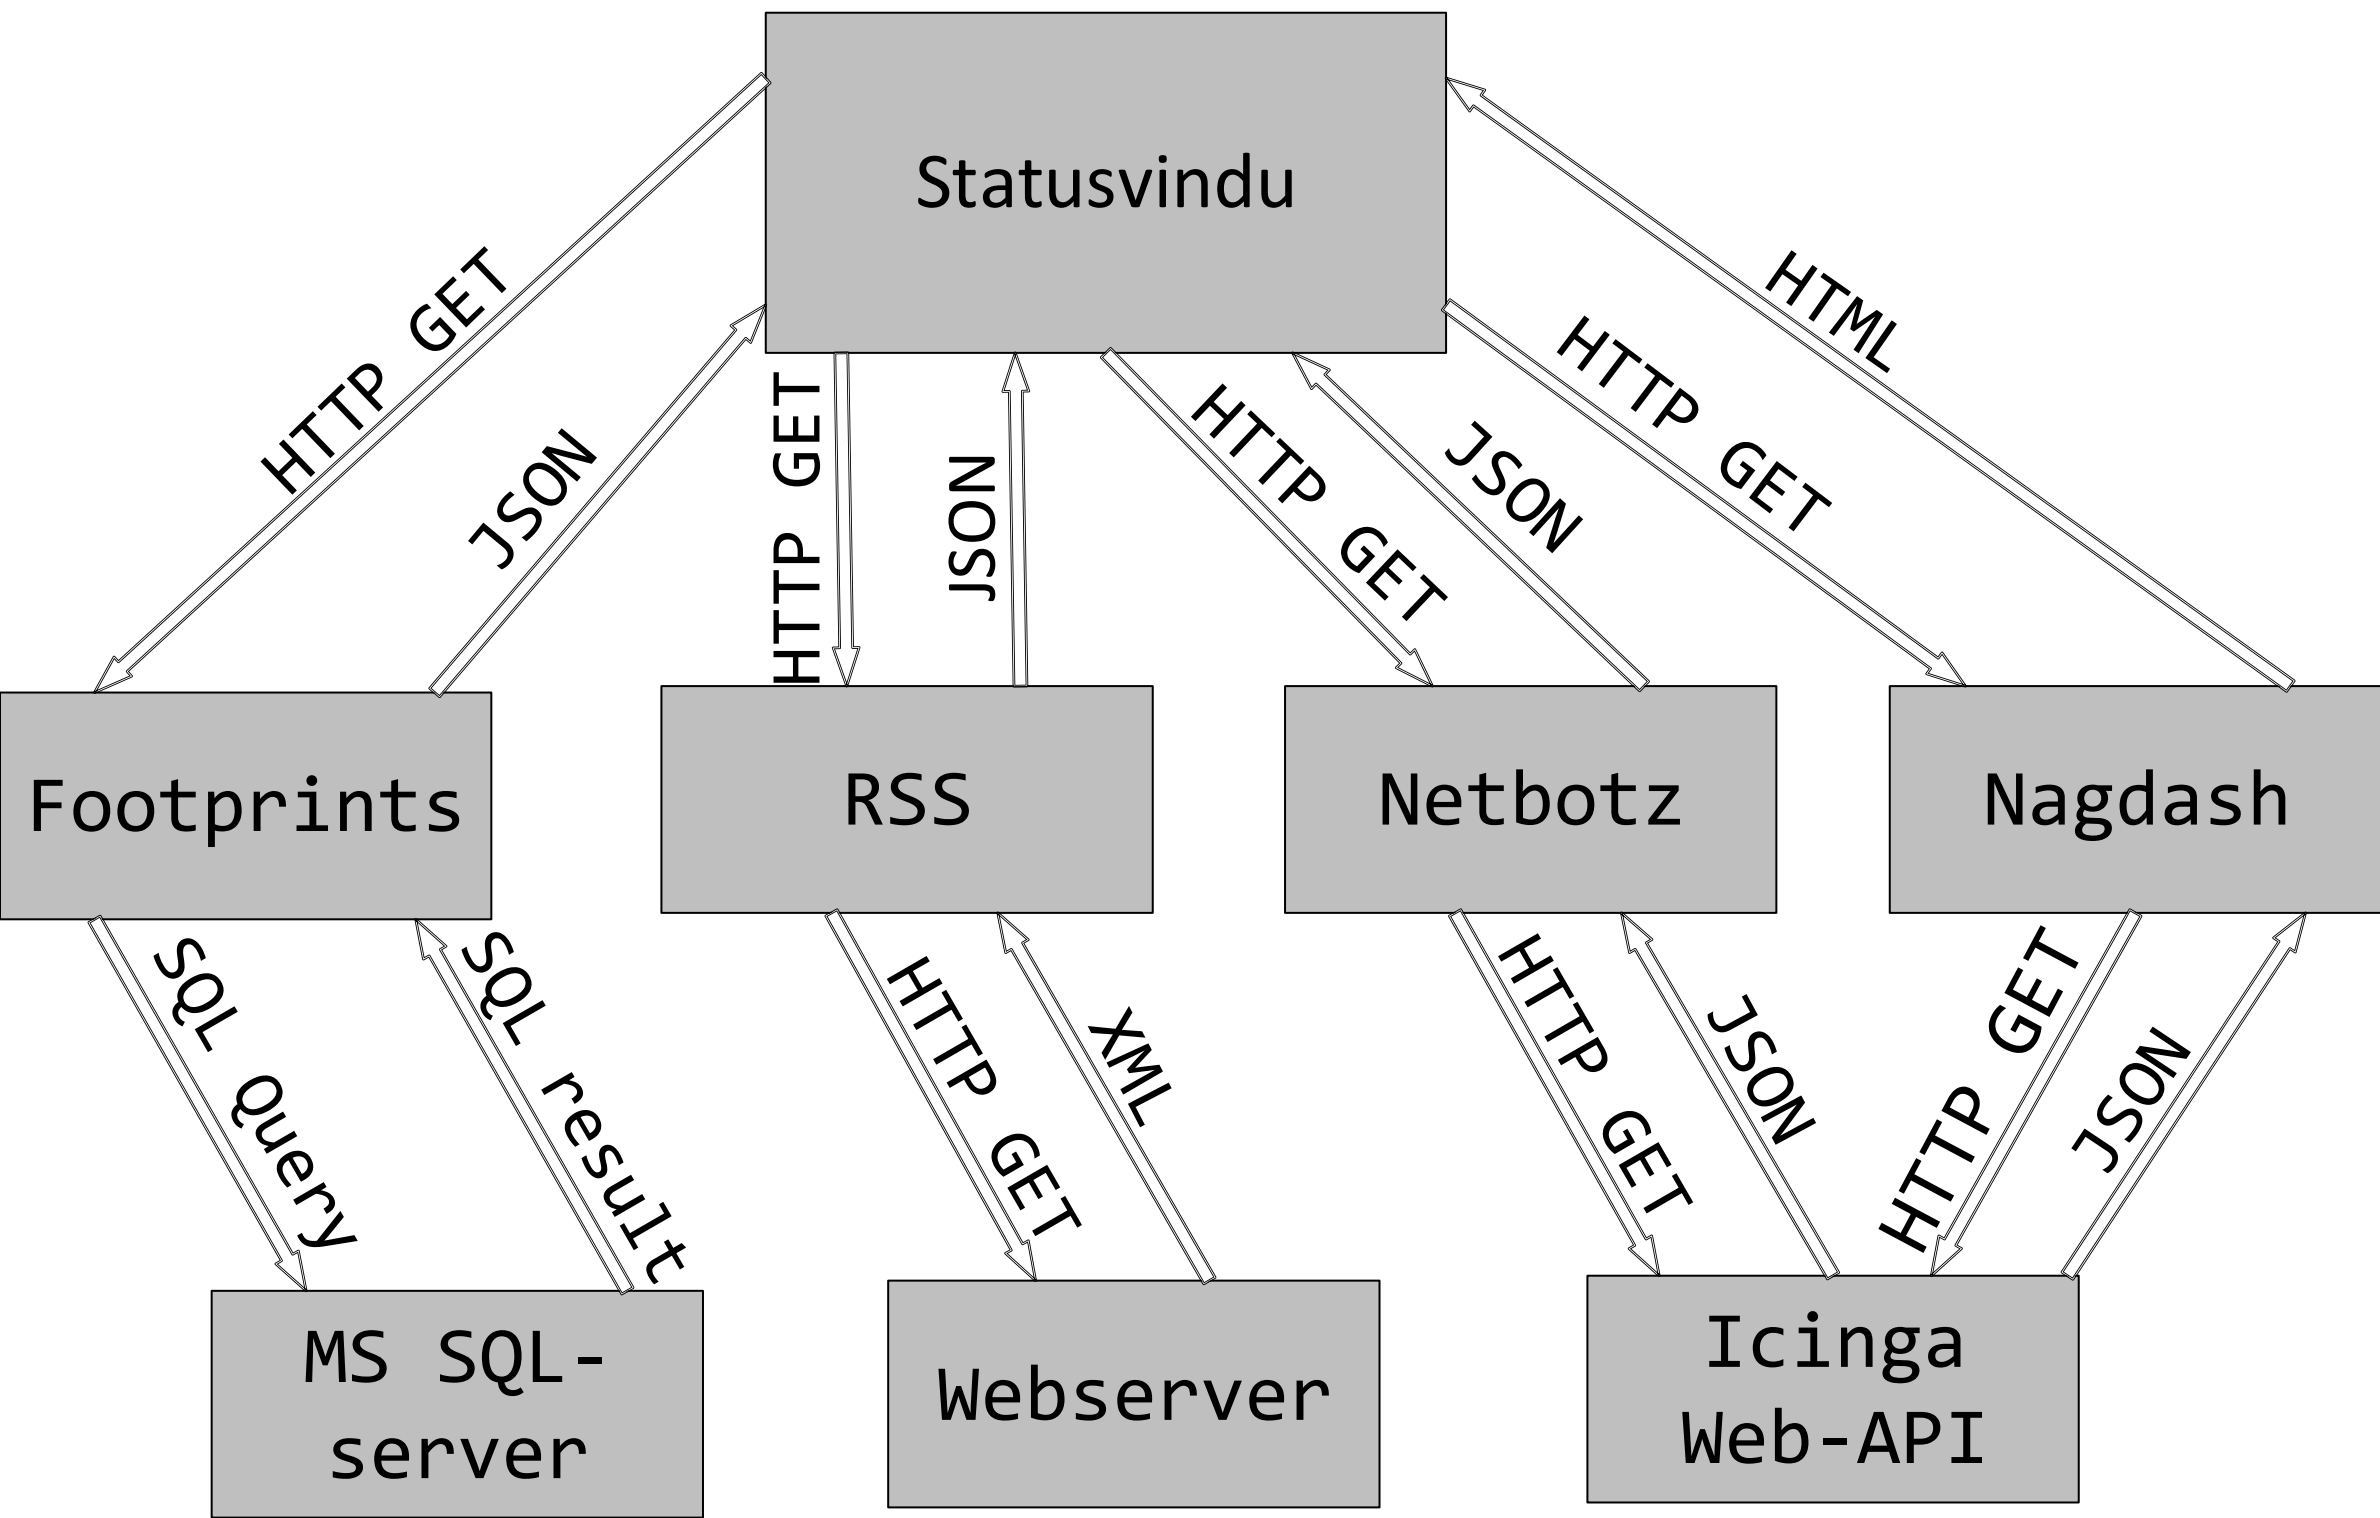 Statusvindu
HTTP GET
JSON
HTTP GET
JSON
HTTP GET
JSON
HTTP GET
HTML
Footprints
RSS
Netbotz
Nagdash
SQL Query
SQL result
HTTP GET
XML
HTTP GET
JSON
HTTP GET
JSON
MS SQL-
server
Webserver
Icinga
Web-API